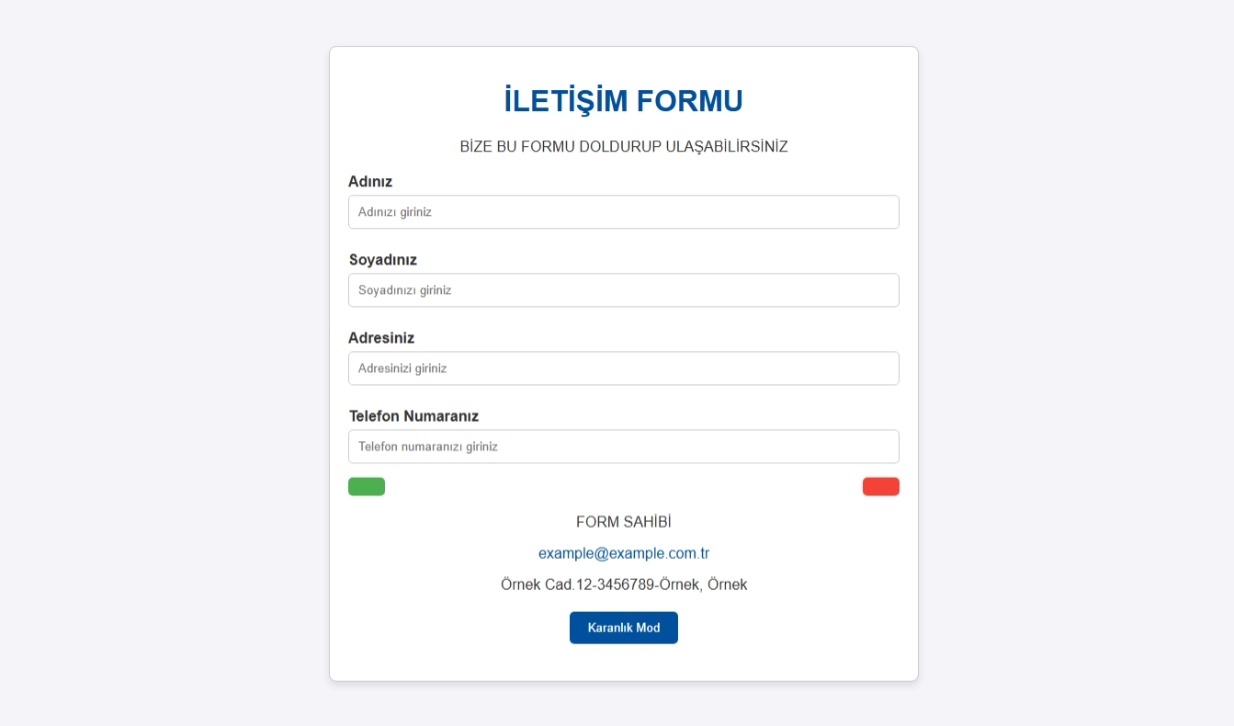 İLETİŞİM FORMU
BİZE BU FORMU DOLDURUP ULAŞABİLİRSİNİZ
Adınız
Adınızı giriniz
Soyadınız
Soyadınızı giriniz
Adresiniz
Adresinizi giriniz
Telefon Numaranız
Telefon numaranızı giriniz
FORM SAHİBİ
example@example.com.tr
Örnek Cad.12-3456789-Örnek, Örnek
Karanlık Mod